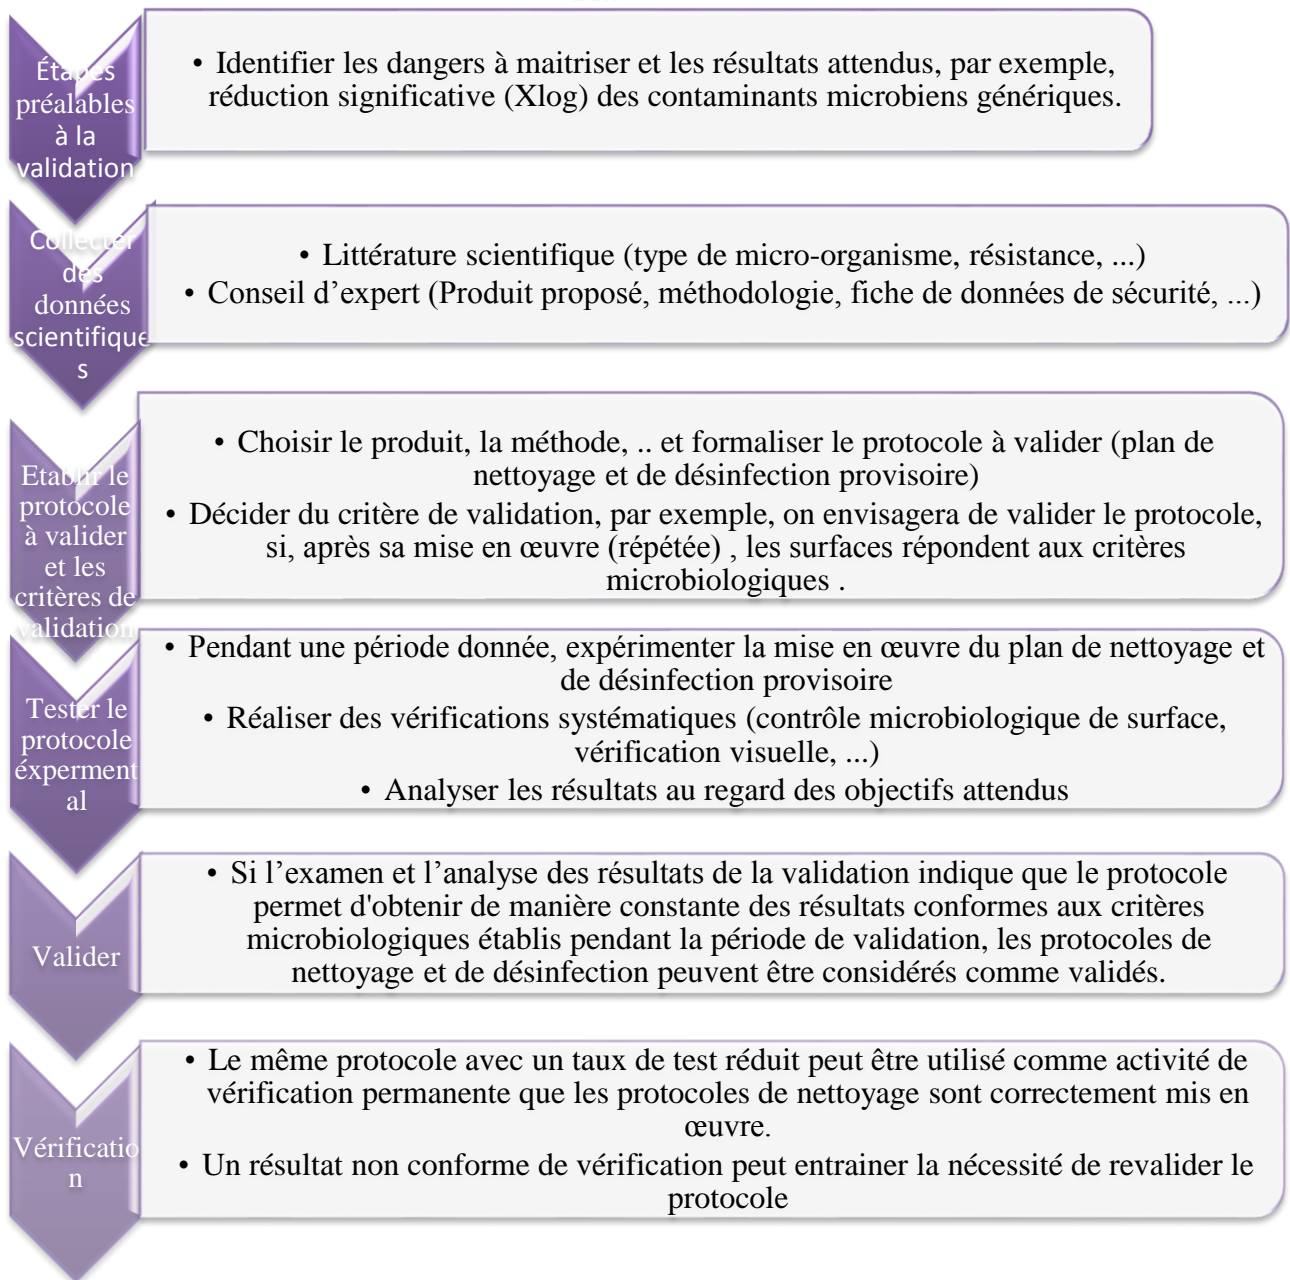 Étapes
préalables
à la
validation
• Identifier les dangers à maitriser et les résultats attendus, par exemple,
réduction significative (Xlog) des contaminants microbiens génériques.
Collecter
des
données
scientifique
s
• Littérature scientifique (type de micro-organisme, résistance, ...)
• Conseil d’expert (Produit proposé, méthodologie, fiche de données de sécurité, ...)
Etablir le
protocole
à valider
et les
critères de
validation
• Choisir le produit, la méthode, .. et formaliser le protocole à valider (plan de
nettoyage et de désinfection provisoire)
• Décider du critère de validation, par exemple, on envisagera de valider le protocole,
si, après sa mise en œuvre (répétée) , les surfaces répondent aux critères
microbiologiques .
Tester le
protocole
éxperment
al
• Pendant une période donnée, expérimenter la mise en œuvre du plan de nettoyage et
de désinfection provisoire
• Réaliser des vérifications systématiques (contrôle microbiologique de surface,
vérification visuelle, ...)
• Analyser les résultats au regard des objectifs attendus
Valider
• Si l’examen et l’analyse des résultats de la validation indique que le protocole
permet d'obtenir de manière constante des résultats conformes aux critères
microbiologiques établis pendant la période de validation, les protocoles de
nettoyage et de désinfection peuvent être considérés comme validés.
Vérificatio
n
• Le même protocole avec un taux de test réduit peut être utilisé comme activité de
vérification permanente que les protocoles de nettoyage sont correctement mis en
œuvre.
• Un résultat non conforme de vérification peut entrainer la nécessité de revalider le
protocole